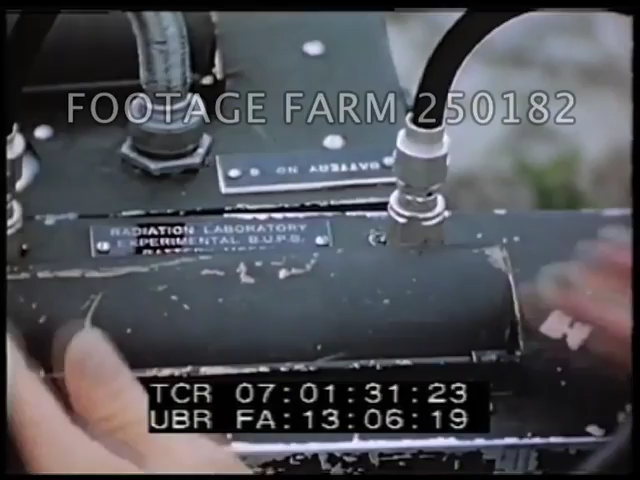 FOOTAGE FARM 250182
BATTERY NO 6
RADIATION LABORATORY
EXPERIMENTAL B.U.P.S.
TCR 07:01:31:23
UBR FA:13:06:19